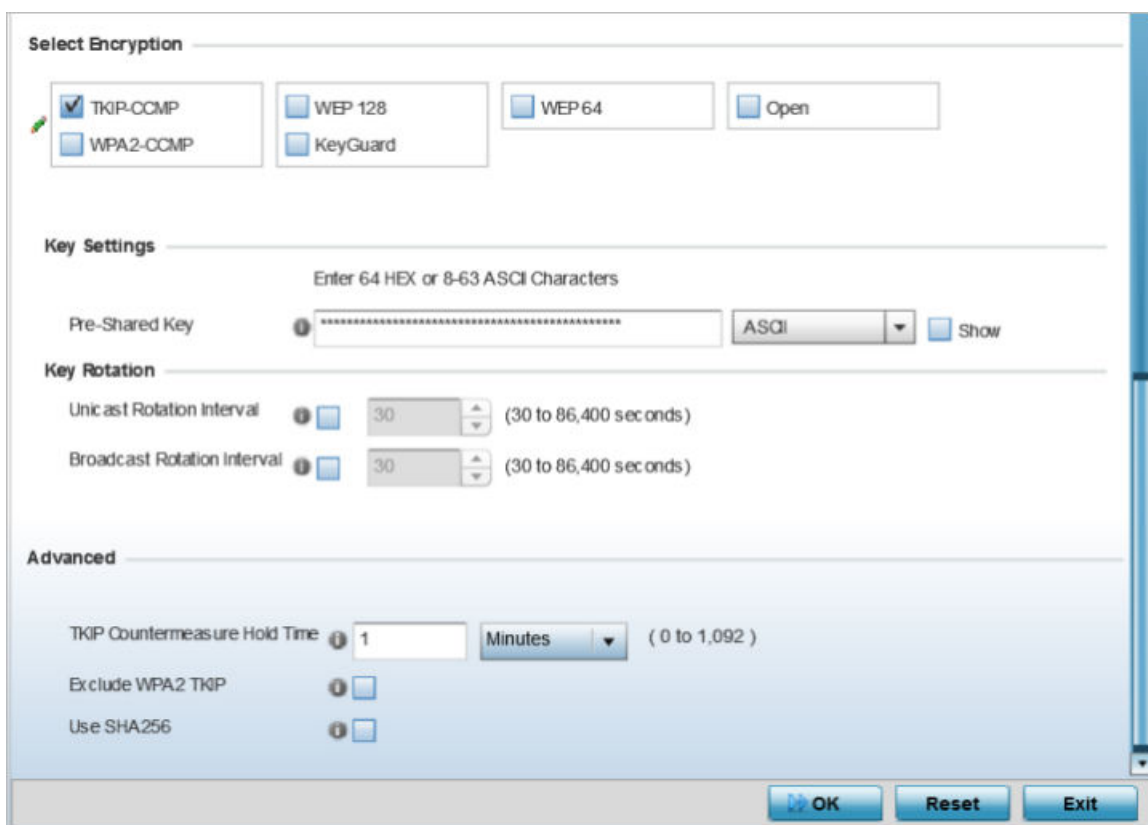 Select Encryption
TKIP-CCMP WEP 128 WEP 64 Open
WPA2-CCMP KeyGuard
Key Settings
Enter 64 HEX or 8-63 ASCII Characters
Pre-Shared Key *********************************************** ASCII Show
Key Rotation
Unicast Rotation Interval 30 (30 to 86,400 seconds)
Broadcast Rotation Interval 30 (30 to 86,400 seconds)
Advanced
TKIP Countermeasure Hold Time 1 Minutes ( 0 to 1,092 )
Exclude WPA2 TKIP
Use SHA256
OK Reset Exit